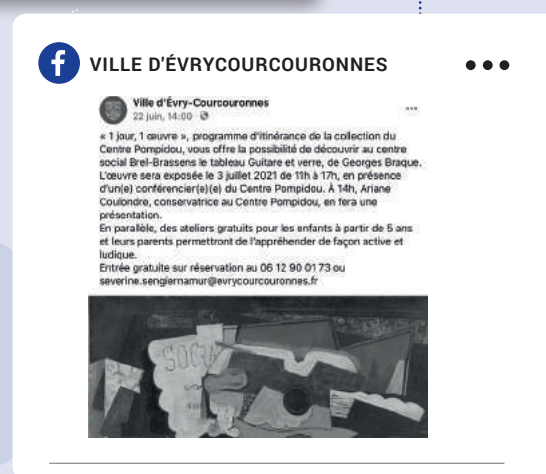 VILLE D'ÉVRYCOURCOURONNES
Ville d'Évry-Courcouronnes
22 juin, 14:00
« 1 jour, 1 œuvre », programme d'itinérance de la collection du
Centre Pompidou, vous offre la possibilité de découvrir au centre
social Brel-Brassens le tableau Guitare et verre, de Georges Braque.
L'œuvre sera exposée le 3 juillet 2021 de 11h à 17h, en présence
d'un(e) conférencier(e)(e) du Centre Pompidou. À 14h, Ariane
Coulondre, conservatrice au Centre Pompidou, en fera une
présentation.
En parallèle, des ateliers gratuits pour les enfants à partir de 5 ans
et leurs parents permettront de l'appréhender de façon active et
ludique.
Entrée gratuite sur réservation au 06 12 90 01 73 ou
severine.sengiernamur@evrycourcouronnes.fr
SOCIA